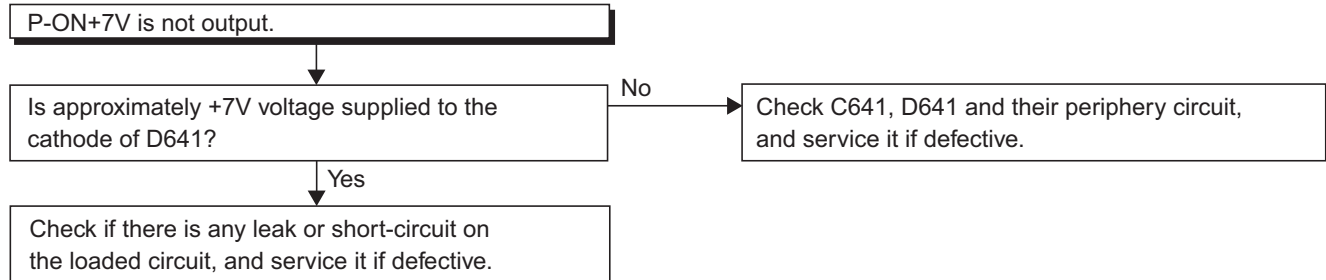 P-ON+7V is not output.
Is approximately +7V voltage supplied to the
cathode of D641?
No
Check C641, D641 and their periphery circuit,
and service it if defective.
Yes
Check if there is any leak or short-circuit on
the loaded circuit, and service it if defective.